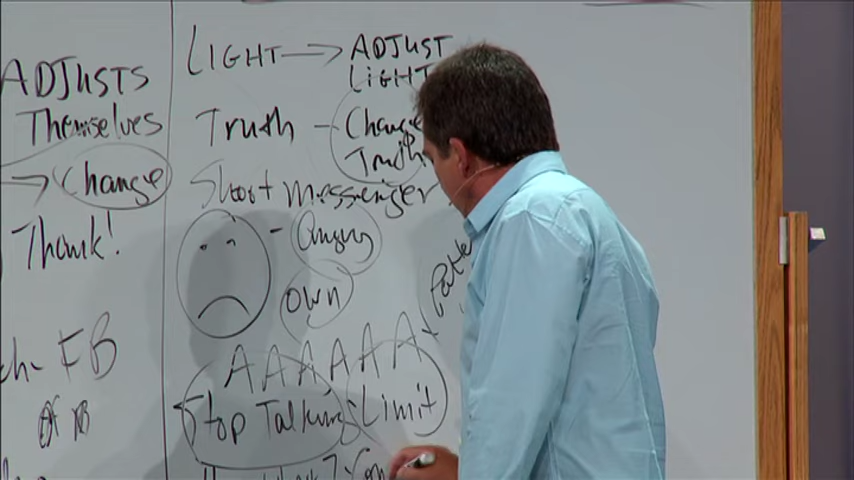 ADJUSTS
Themselves
→ Change
Thank!
FB
LIGHT → ADJUST
LIGHT
Truth - Change
Truth
Shoot messenger
- angry
own
AAAAAA
Stop Talking Limit